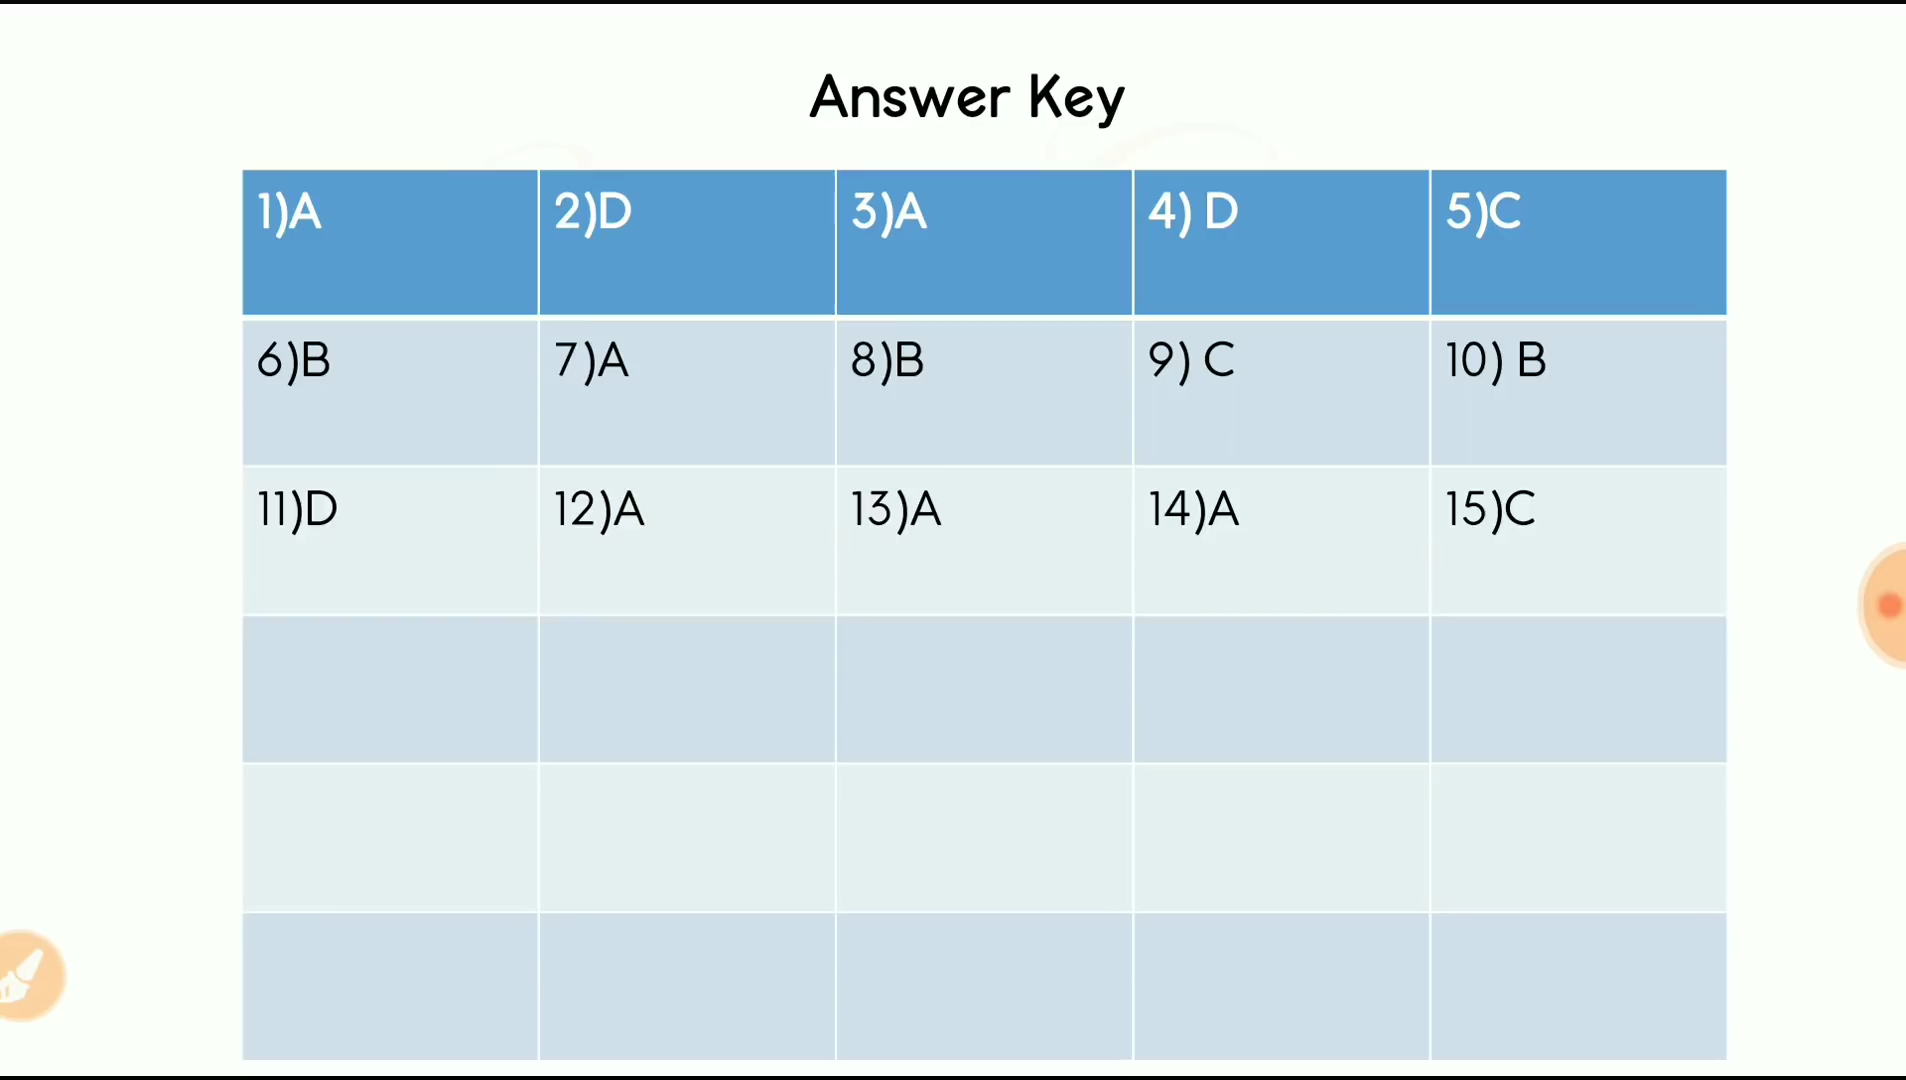 Answer Key
1)A 2)D 3)A 4) D 5)C
6)B 7)A 8)B 9) C 10) B
11)D 12)A 13)A 14)A 15)C